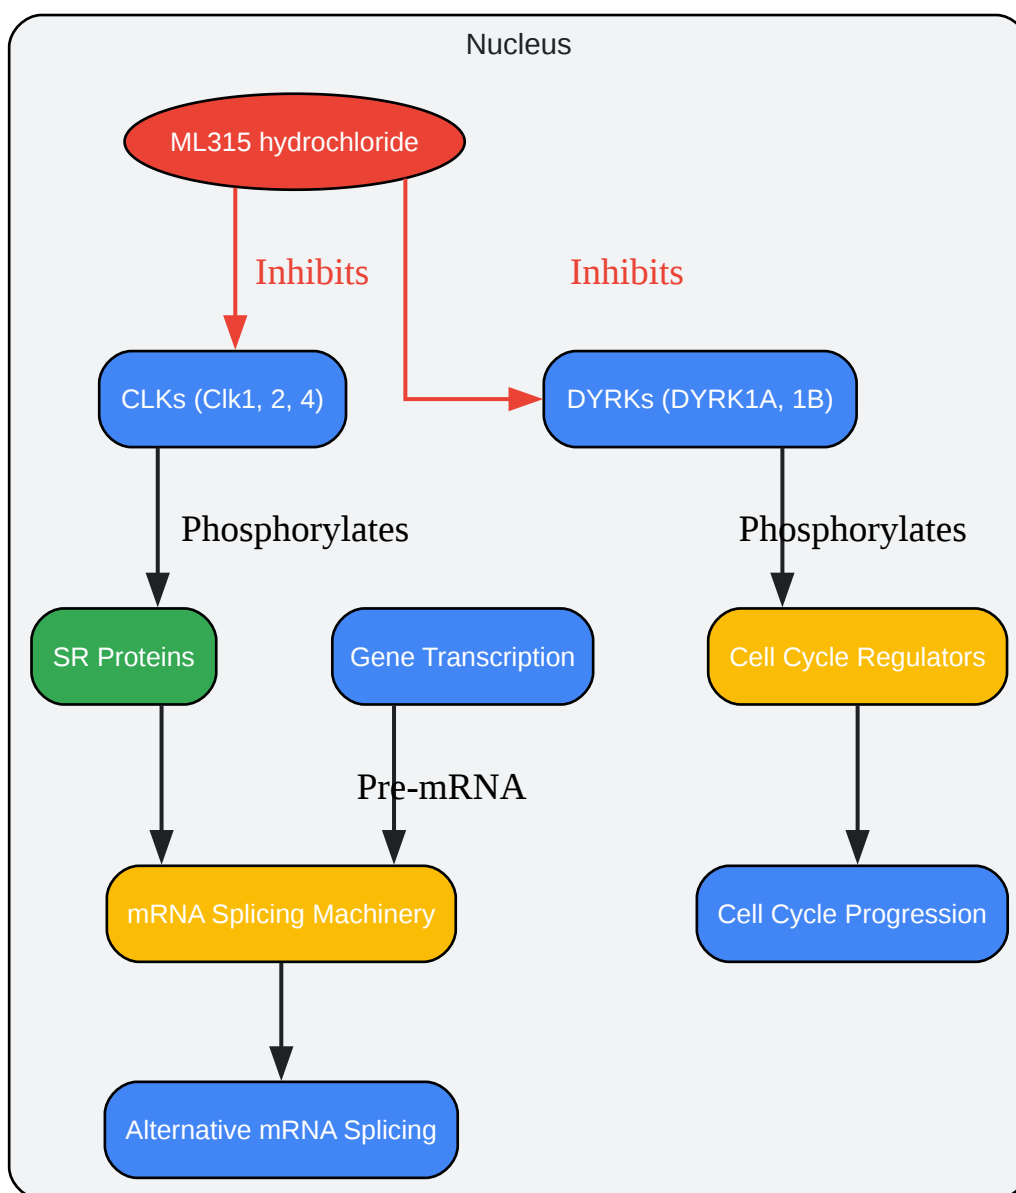 Nucleus
ML315 hydrochloride
Inhibits
Inhibits
CLKs (Clk1, 2, 4)
DYRKs (DYRK1A, 1B)
Phosphorylates
Phosphorylates
SR Proteins
Gene Transcription
Cell Cycle Regulators
Pre-mRNA
mRNA Splicing Machinery
Cell Cycle Progression
Alternative mRNA Splicing